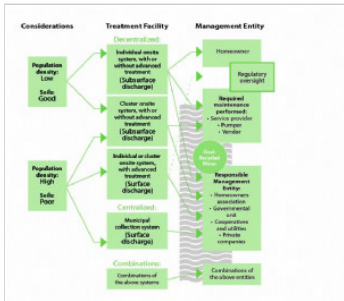 Considerations
Treatment Facility
Management Entity
Decentralized:
Population
density:
Low
Soils:
Good
Individual onsite
system, with or
without advanced
treatment
(Subsurface
discharge)
Cluster onsite
system, with or
without advanced
treatment
(Subsurface
discharge)
Population
density:
High
Soils:
Poor
Individual or cluster
onsite system,
with advanced
treatment
(Surface
discharge)
Centralized:
Municipal
collection system
(Surface
discharge)
Combinations:
Combinations of
the above systems
Homeowner
Regulatory
oversight
Required
maintenance
performed:
• Service provider
• Pumper
• Vendor
Responsible
Management
Entity:
• Homeowners
association
• Governmental
and
• Cooperatives
and utilities
• Private
companies
Combinations of
the above entities